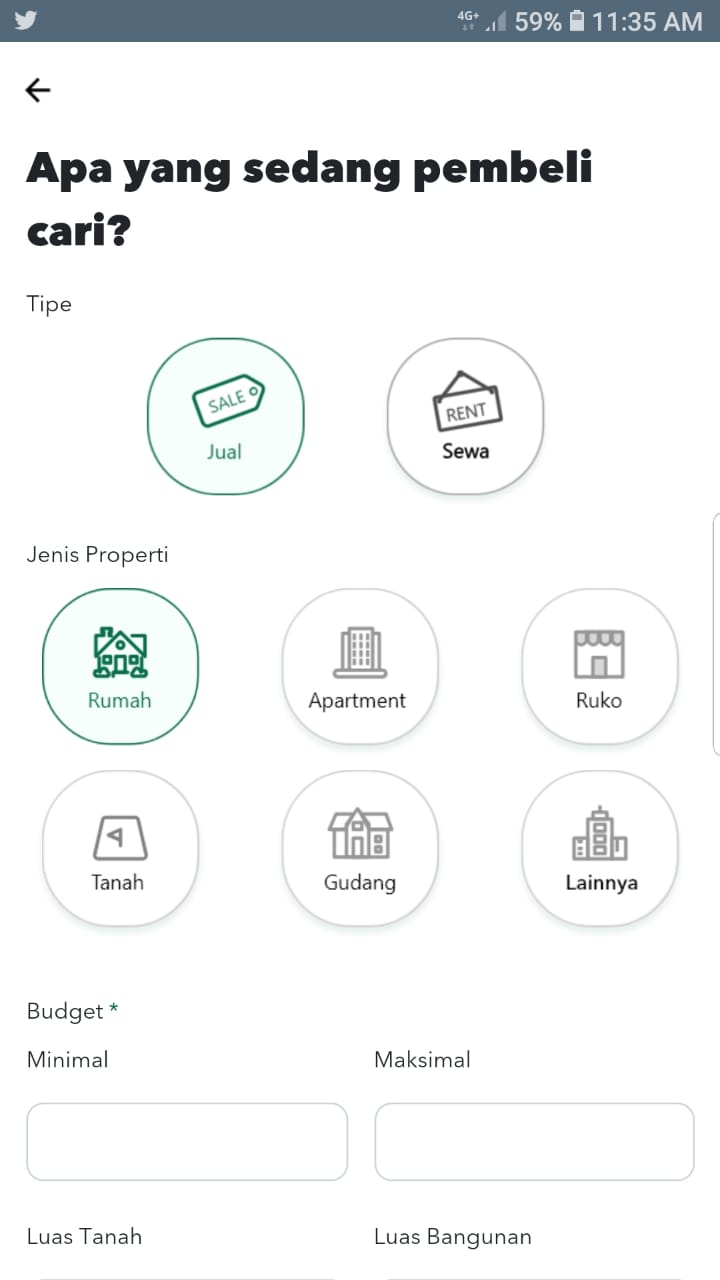 4G+ 59% 11:35 AM
Apa yang sedang pembeli
cari?
Tipe
SALE
Jual
RENT
Sewa
Jenis Properti
Rumah
Apartment
Ruko
Tanah
Gudang
Lainnya
Budget *
Minimal
Maksimal
Luas Tanah
Luas Bangunan